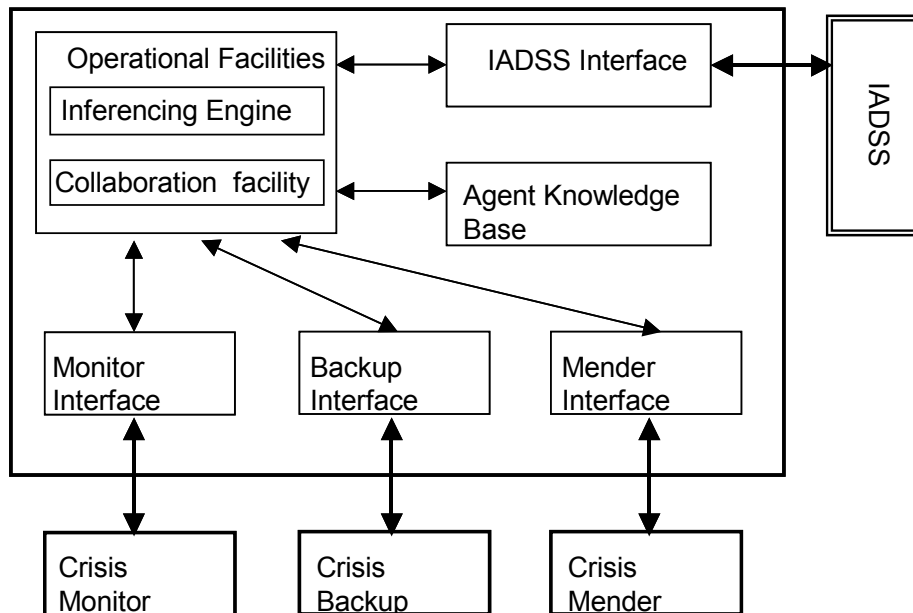 Operational Facilities
Inferencing Engine
Collaboration facility
IADSS Interface
IADSS
Agent Knowledge
Base
Monitor
Interface
Backup
Interface
Mender
Interface
Crisis
Monitor
Crisis
Backup
Crisis
Mender